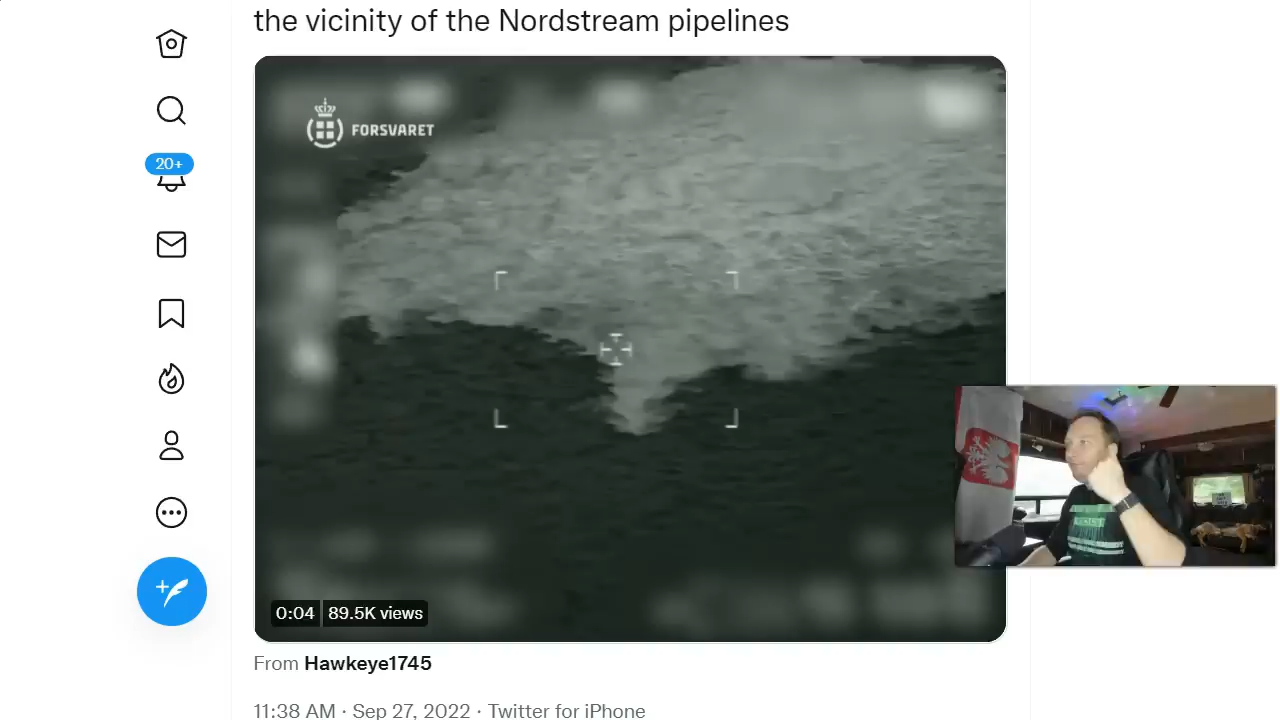 the vicinity of the Nordstream pipelines
FORSVARET
20+
0:04 89.5K views
From Hawkeye1745
11:38 AM · Sep 27, 2022 · Twitter for iPhone